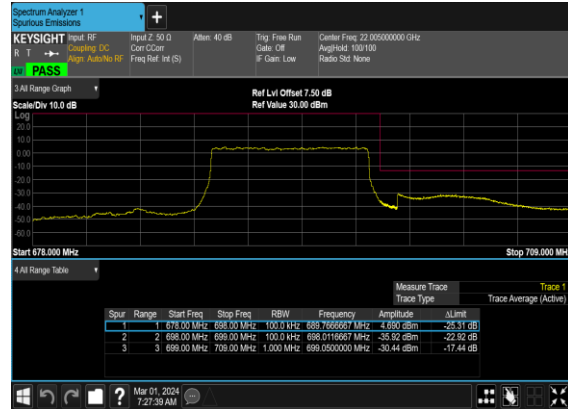 Spectrum Analyzer 1
Spurious Emissions
KEYSIGHT Input: RF Input Z: 50 Ω Atten: 40 dB Trig: Free Run Center Freq: 22.005000000 GHz
R T Coupling: DC Corr CCorr Gate: Off Avg|Hold: 100/100
Align: Auto/No RF Freq Ref: Int (S) IF Gain: Low Radio Std: None
LM PASS
3 All Range Graph
Ref Lvl Offset 7.50 dB
Scale/Div 10.0 dB Ref Value 30.00 dBm
Log
20.0
10.0
0.00
-10.0
-20.0
-30.0
-40.0
-50.0
-60.0
Start 678.000 MHz Stop 709.000 MH
4 All Range Table
Measure Trace Trace 1
Trace Type Trace Average (Active)
Spur Range Start Freq Stop Freq RBW Frequency Amplitude ΔLimit
1 1 678.00 MHz 698.00 MHz 100.0 kHz 689.7666667 MHz 4.690 dBm -25.31 dB
2 2 698.00 MHz 699.00 MHz 100.0 kHz 698.0116667 MHz -35.92 dBm -22.92 dB
3 3 699.00 MHz 709.00 MHz 1.000 MHz 699.0500000 MHz -30.44 dBm -17.44 dB
Mar 01, 2024
7:27:39 AM